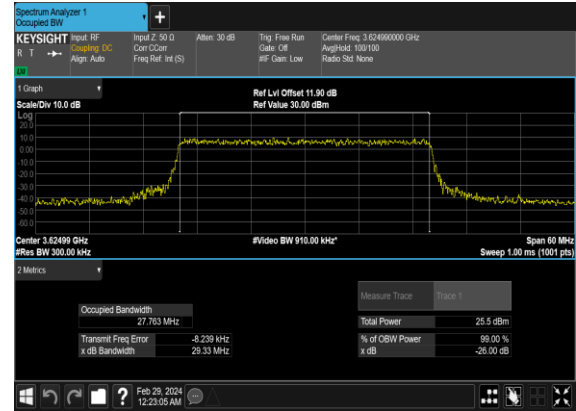 Spectrum Analyzer 1
Occupied BW
+
KEYSIGHT Input: RF Input Z: 50 Ω Atten: 30 dB Trig: Free Run Center Freq: 3.624990000 GHz
R T Coupling: DC Corr CCorr Gate: Off Avg|Hold: 100/100
Align: Auto Freq Ref: Int (S) #IF Gain: Low Radio Std: None
1 Graph
Scale/Div 10.0 dB
Ref Lvl Offset 11.90 dB
Ref Value 30.00 dBm
Log
20.0
10.0
0.00
-10.0
-20.0
-30.0
-40.0
-50.0
-60.0
Center 3.62499 GHz #Video BW 910.00 kHz* Span 60 MHz
#Res BW 300.00 kHz Sweep 1.00 ms (1001 pts)
2 Metrics
Measure Trace Trace 1
Occupied Bandwidth
27.763 MHz
Total Power 25.5 dBm
Transmit Freq Error -8.239 kHz % of OBW Power 99.00 %
x dB Bandwidth 29.33 MHz x dB -26.00 dB
?
Feb 29, 2024
12:23:05 AM